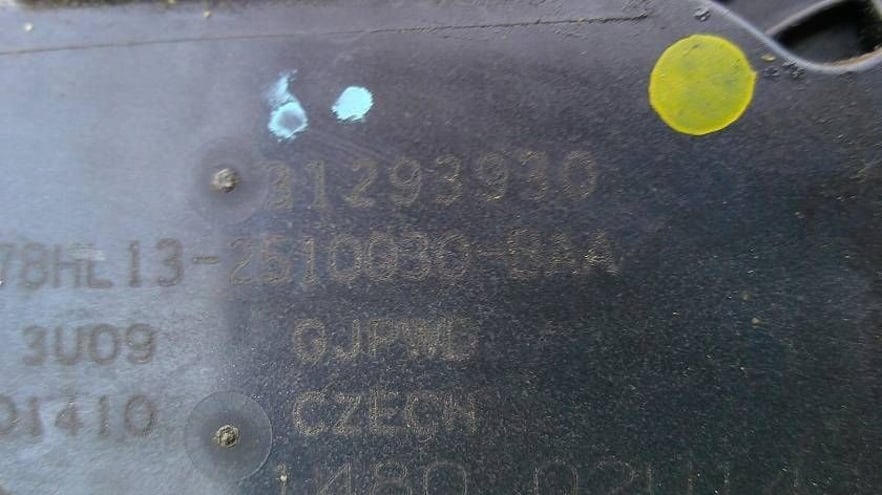 31293930
78HL13-2510030-BAA
3U09 GJPWD
01410 CZECH